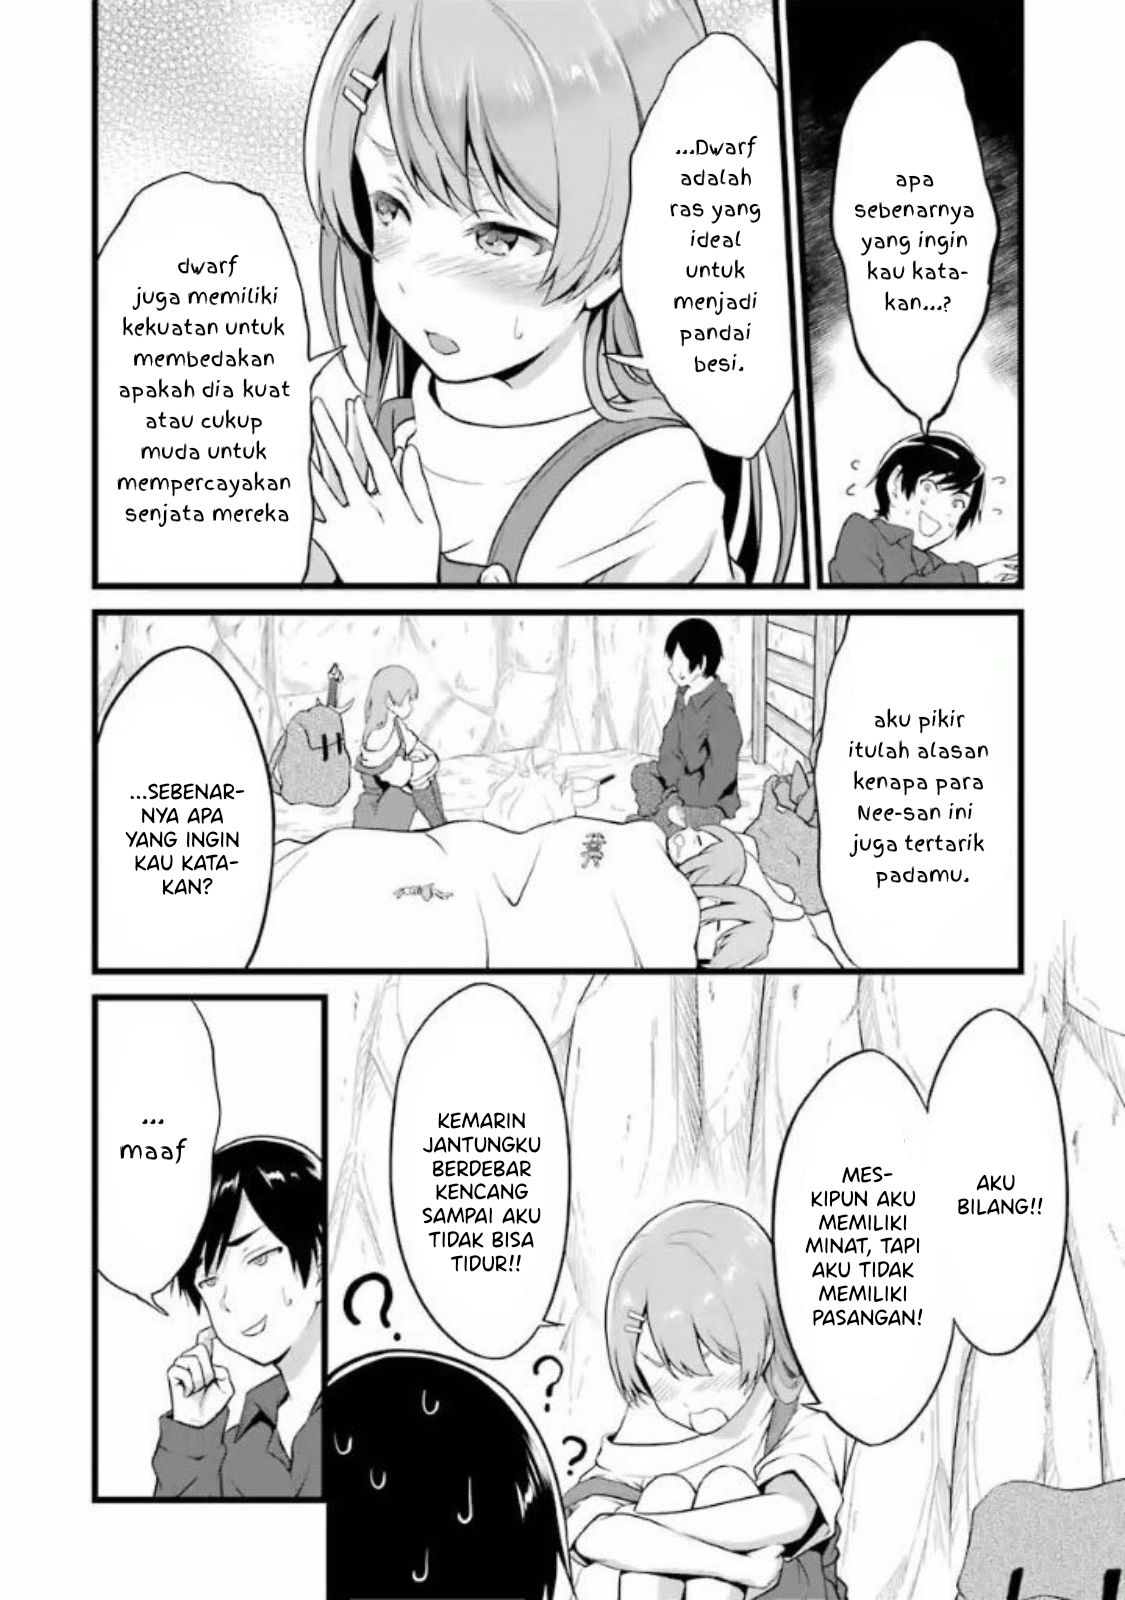 apa
sebenarnya
yang ingin
kau kata-
kan...?
...Dwarf
adalah
ras yang
ideal
untuk
menjadi
pandai
besi.
dwarf
juga memiliki
kekuatan untuk
membedakan
apakah dia kuat
atau cukup
muda untuk
mempercayakan
senjata mereka
aku pikir
itulah alasan
kenapa para
Nee-san ini
juga tertarik
padamu.
...SEBENAR-
NYA APA
YANG INGIN
KAU KATA-
KAN?
AKU
BILANG!!
MES-
KIPUN AKU
MEMILIKI
MINAT, TAPI
AKU TIDAK
MEMILIKI
PASANGAN!
KEMARIN
JANTUNGKU
BERDEBAR
KENCANG
SAMPAI AKU
TIDAK BISA
TIDUR!!
?
?
?
...
maaf